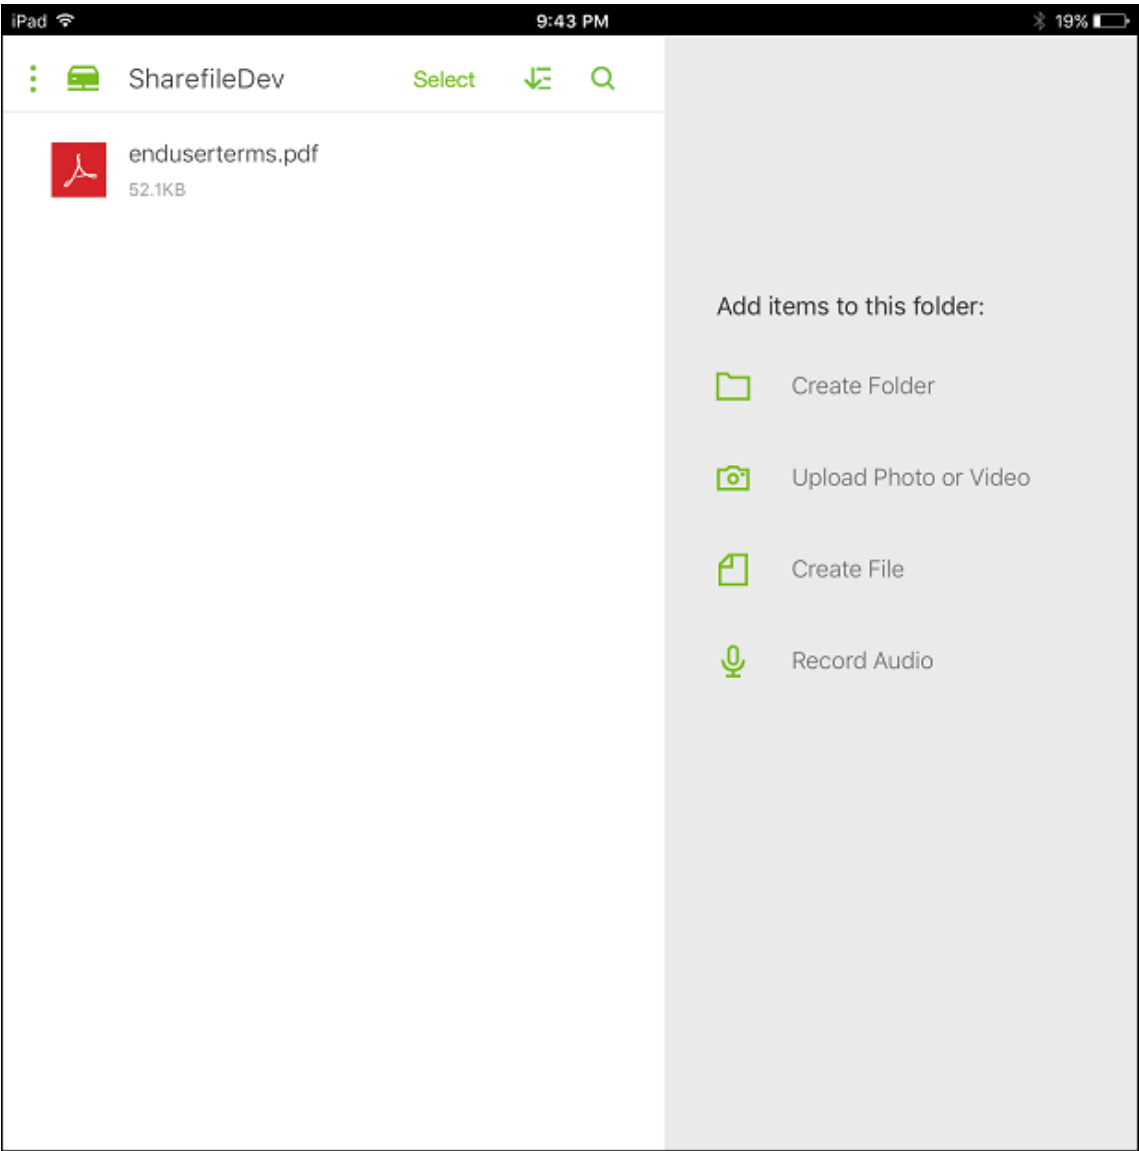 iPad 9:43 PM 19%
SharefileDev Select
enduserterms.pdf
52.1KB
Add items to this folder:
Create Folder
Upload Photo or Video
Create File
Record Audio